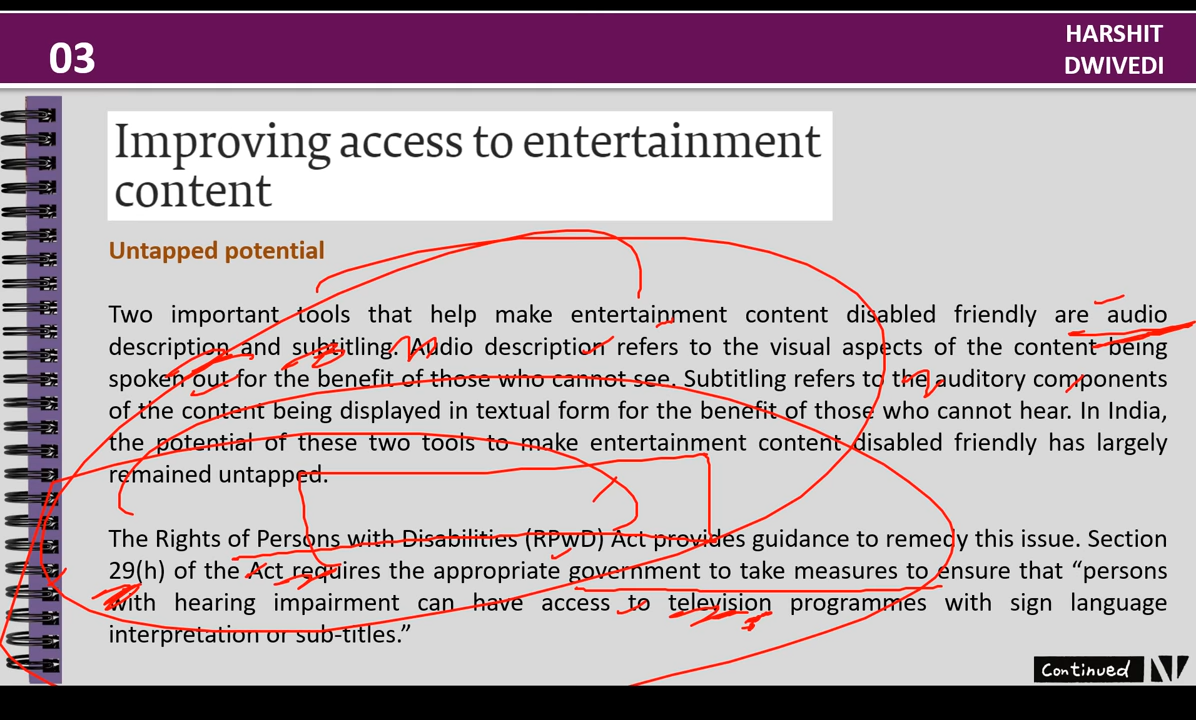 03
HARSHIT
DWIVEDI
Improving access to entertainment
content
Untapped potential
Two important tools that help make entertainment content disabled friendly are audio
description and subtitling. Audio description refers to the visual aspects of the content being
spoken out for the benefit of those who cannot see. Subtitling refers to the auditory components
of the content being displayed in textual form for the benefit of those who cannot hear. In India,
the potential of these two tools to make entertainment content disabled friendly has largely
remained untapped.
The Rights of Persons with Disabilities (RPwD) Act provides guidance to remedy this issue. Section
29(h) of the Act requires the appropriate government to take measures to ensure that “persons
with hearing impairment can have access to television programmes with sign language
interpretation or sub-titles.”
Continued